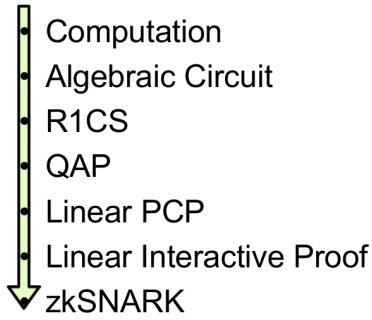 Computation
Algebraic Circuit
R1CS
QAP
Linear PCP
Linear Interactive Proof
zkSNARK